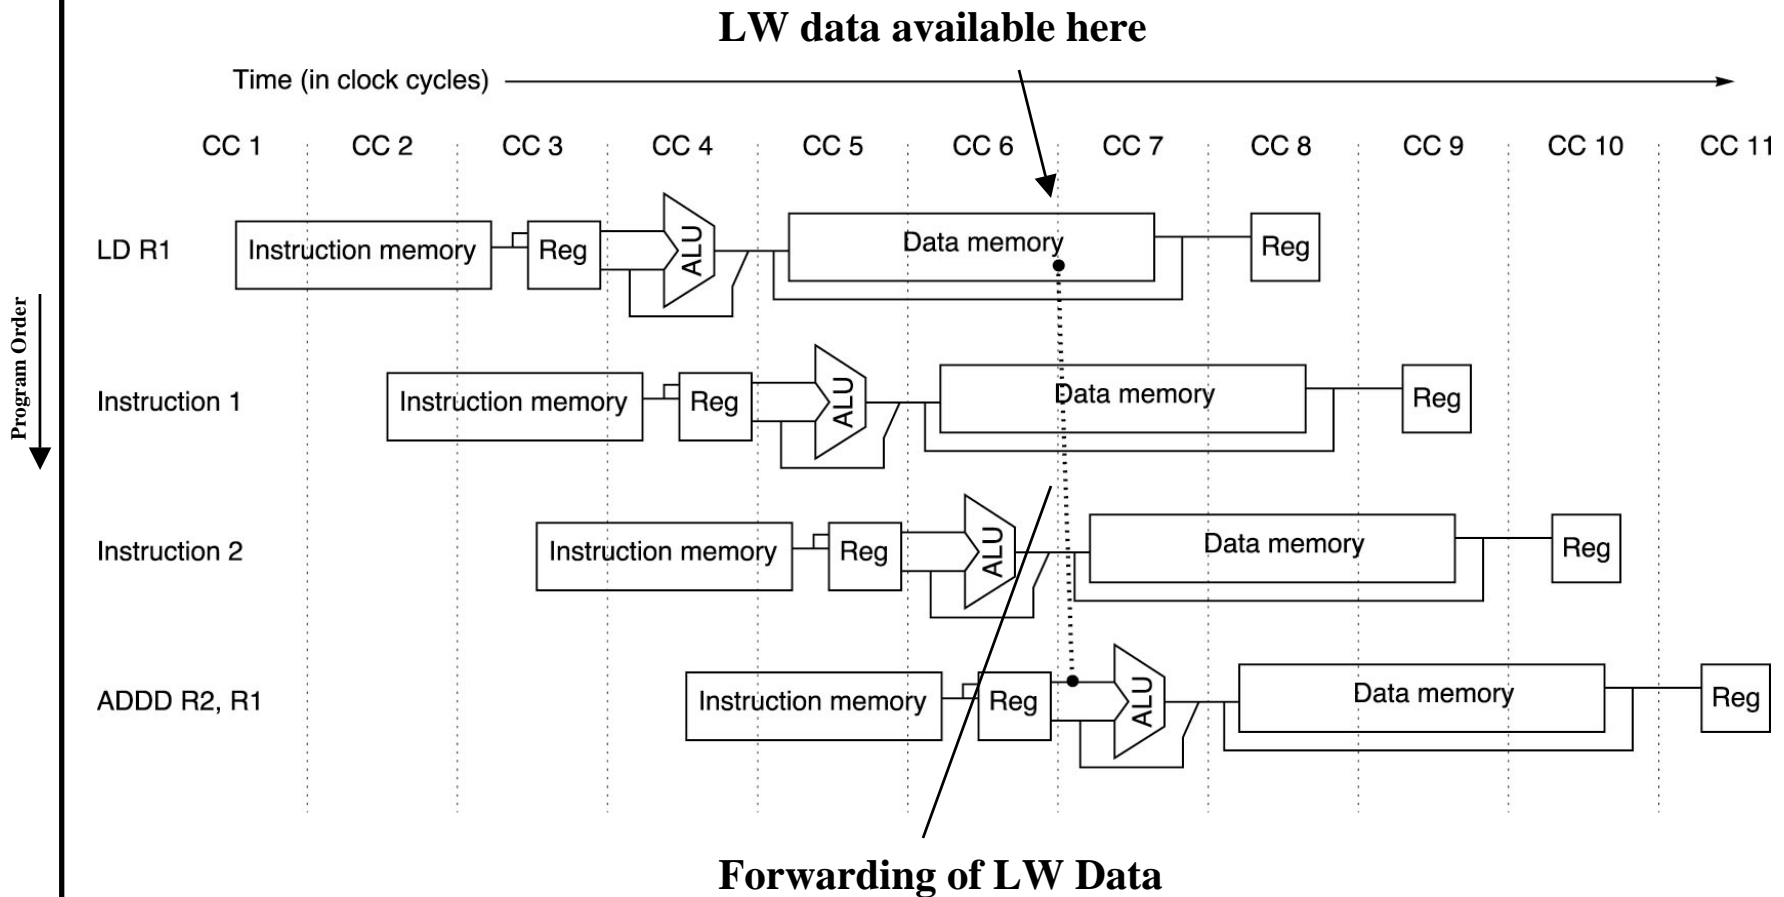 LW data available here
Time (in clock cycles)
CC 1 CC 2 CC 3 CC 4 CC 5 CC 6 CC 7 CC 8 CC 9 CC 10 CC 11
LD R1 Instruction memory Reg ALU Data memory Reg
Program Order
Instruction 1 Instruction memory Reg ALU Data memory Reg
Instruction 2 Instruction memory Reg ALU Data memory Reg
ADDD R2, R1 Instruction memory Reg ALU Data memory Reg
Forwarding of LW Data